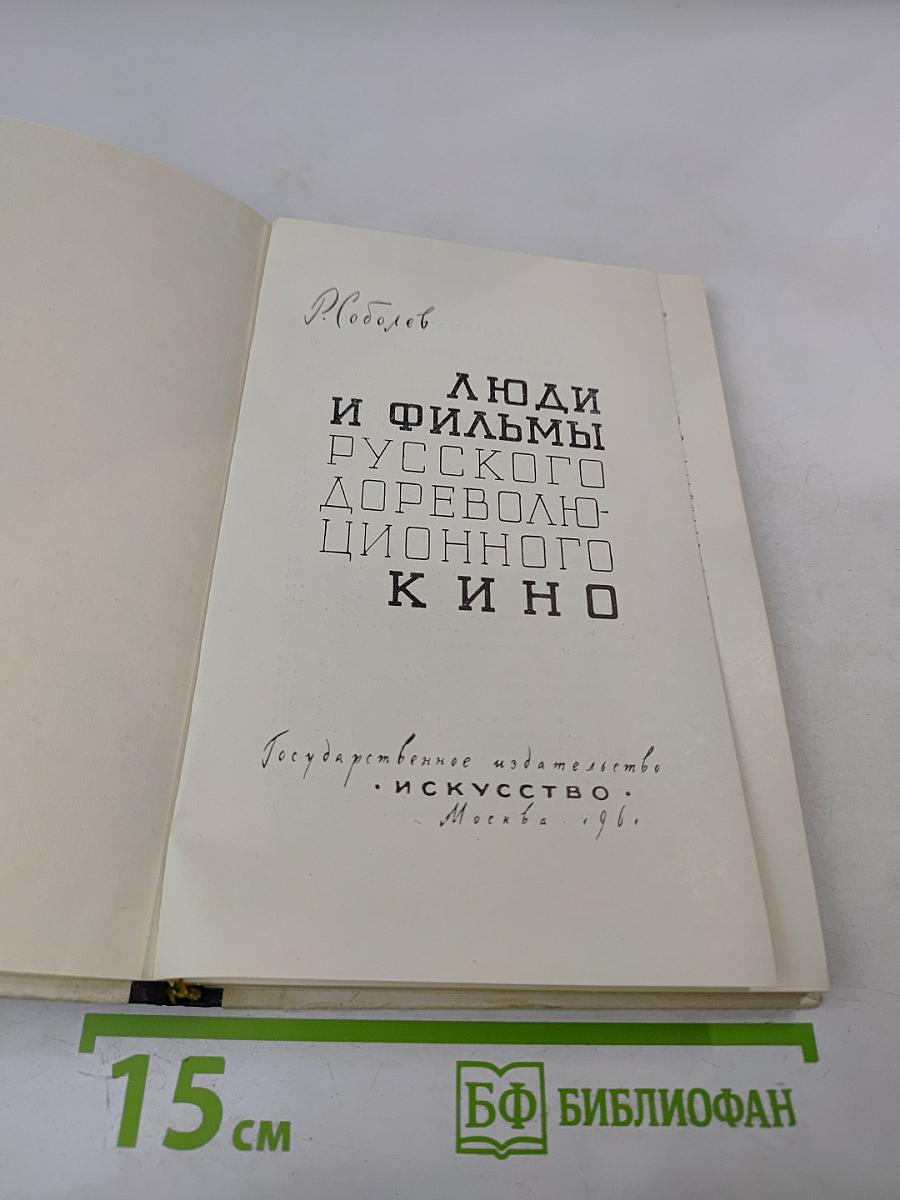 Р. Соболев
ЛЮДИ
И ФИЛЬМЫ
РУССКОГО
ДОРЕВОЛЮ-
ЦИОННОГО
КИНО
Государственное издательство
· ИСКУССТВО ·
Москва 1961
15 см
БФ БИБЛИОФАН